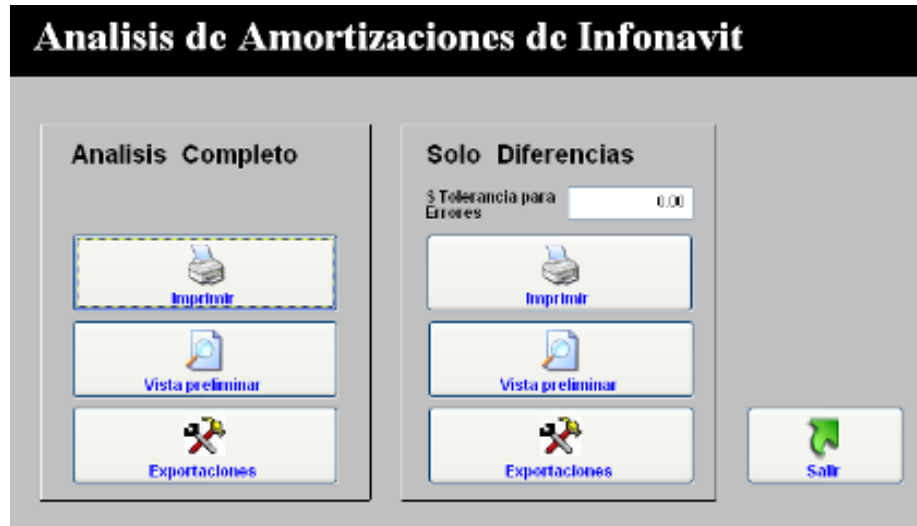 Analisis de Amortizaciones de Infonavit
Analisis Completo
Imprimir
Vista preliminar
Exportaciones
Solo Diferencias
$ Tolerancia para
Errores
0.00
Imprimir
Vista preliminar
Exportaciones
Salir